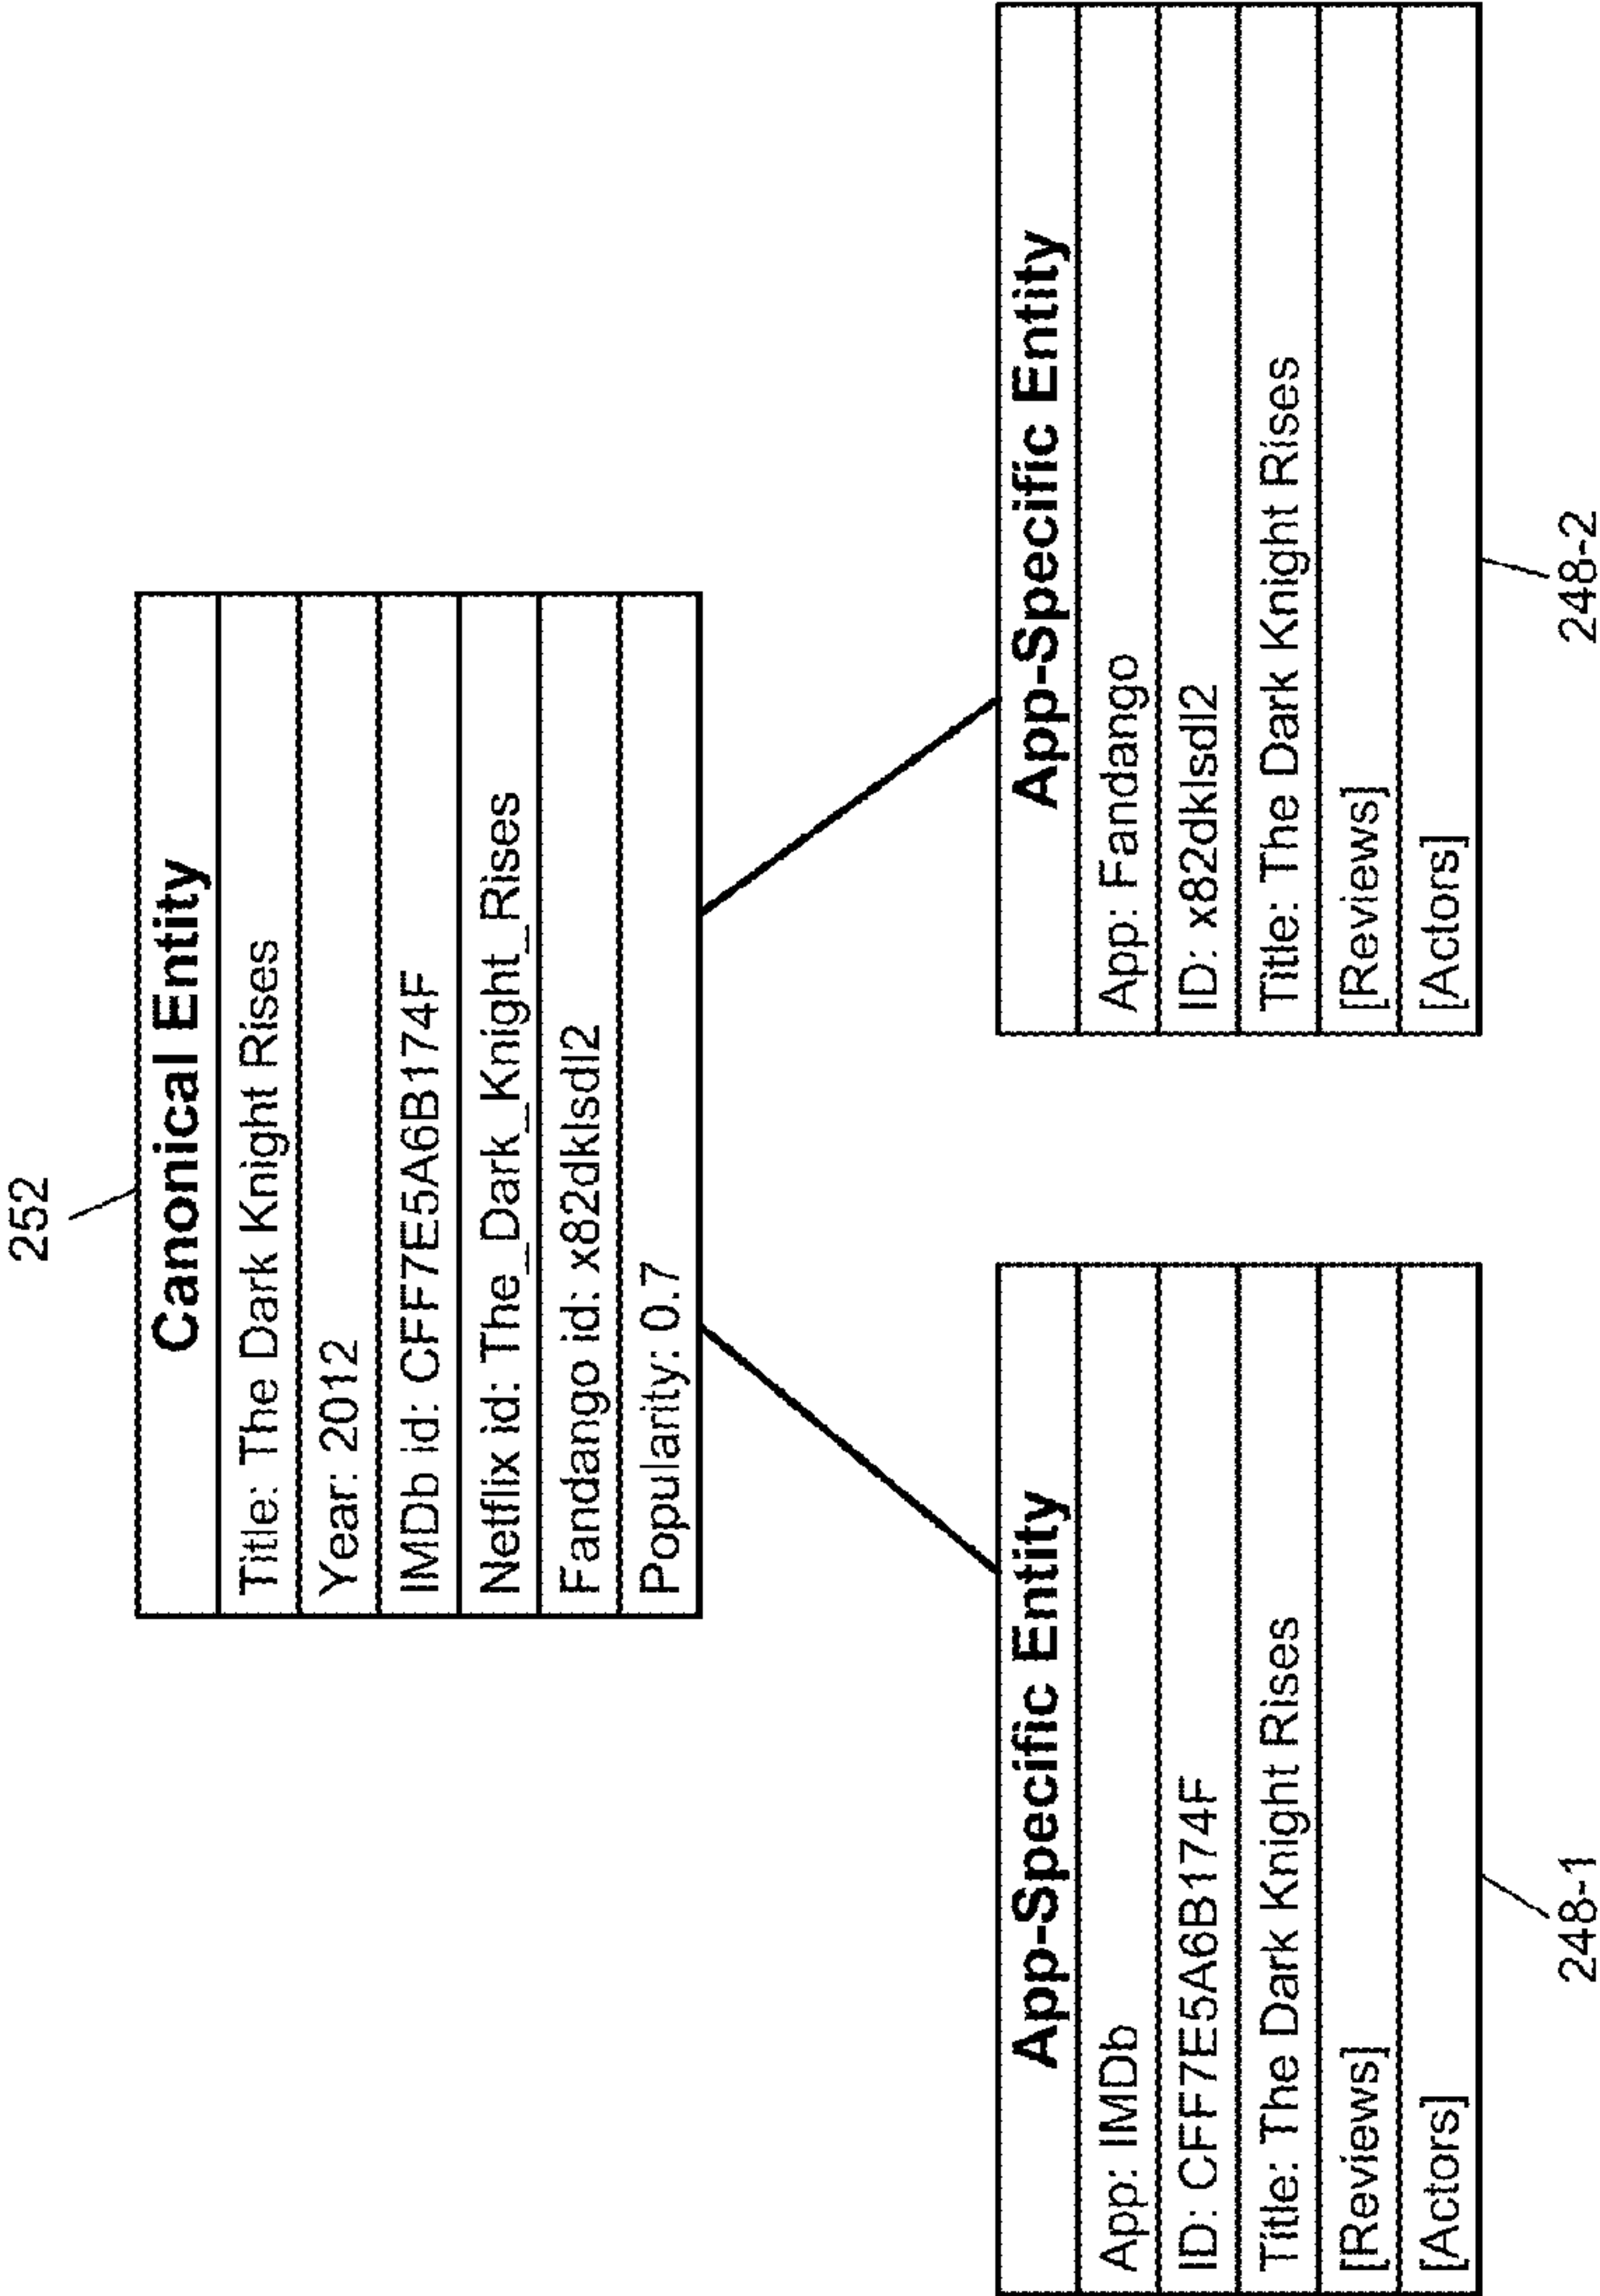 252
Canonical Entity
Title: The Dark Knight Rises
Year: 2012
IMDb id: CFF7E5A6B174F
Netflix id: The_Dark_Knight_Rises
Fandango id: x82dklsdl2
Popularity: 0.7
App-Specific Entity
App: IMDb
ID: CFF7E5A6B174F
Title: The Dark Knight Rises
[Reviews]
[Actors]
248-1
App-Specific Entity
App: Fandango
ID: x82dklsdl2
Title: The Dark Knight Rises
[Reviews]
[Actors]
248-2